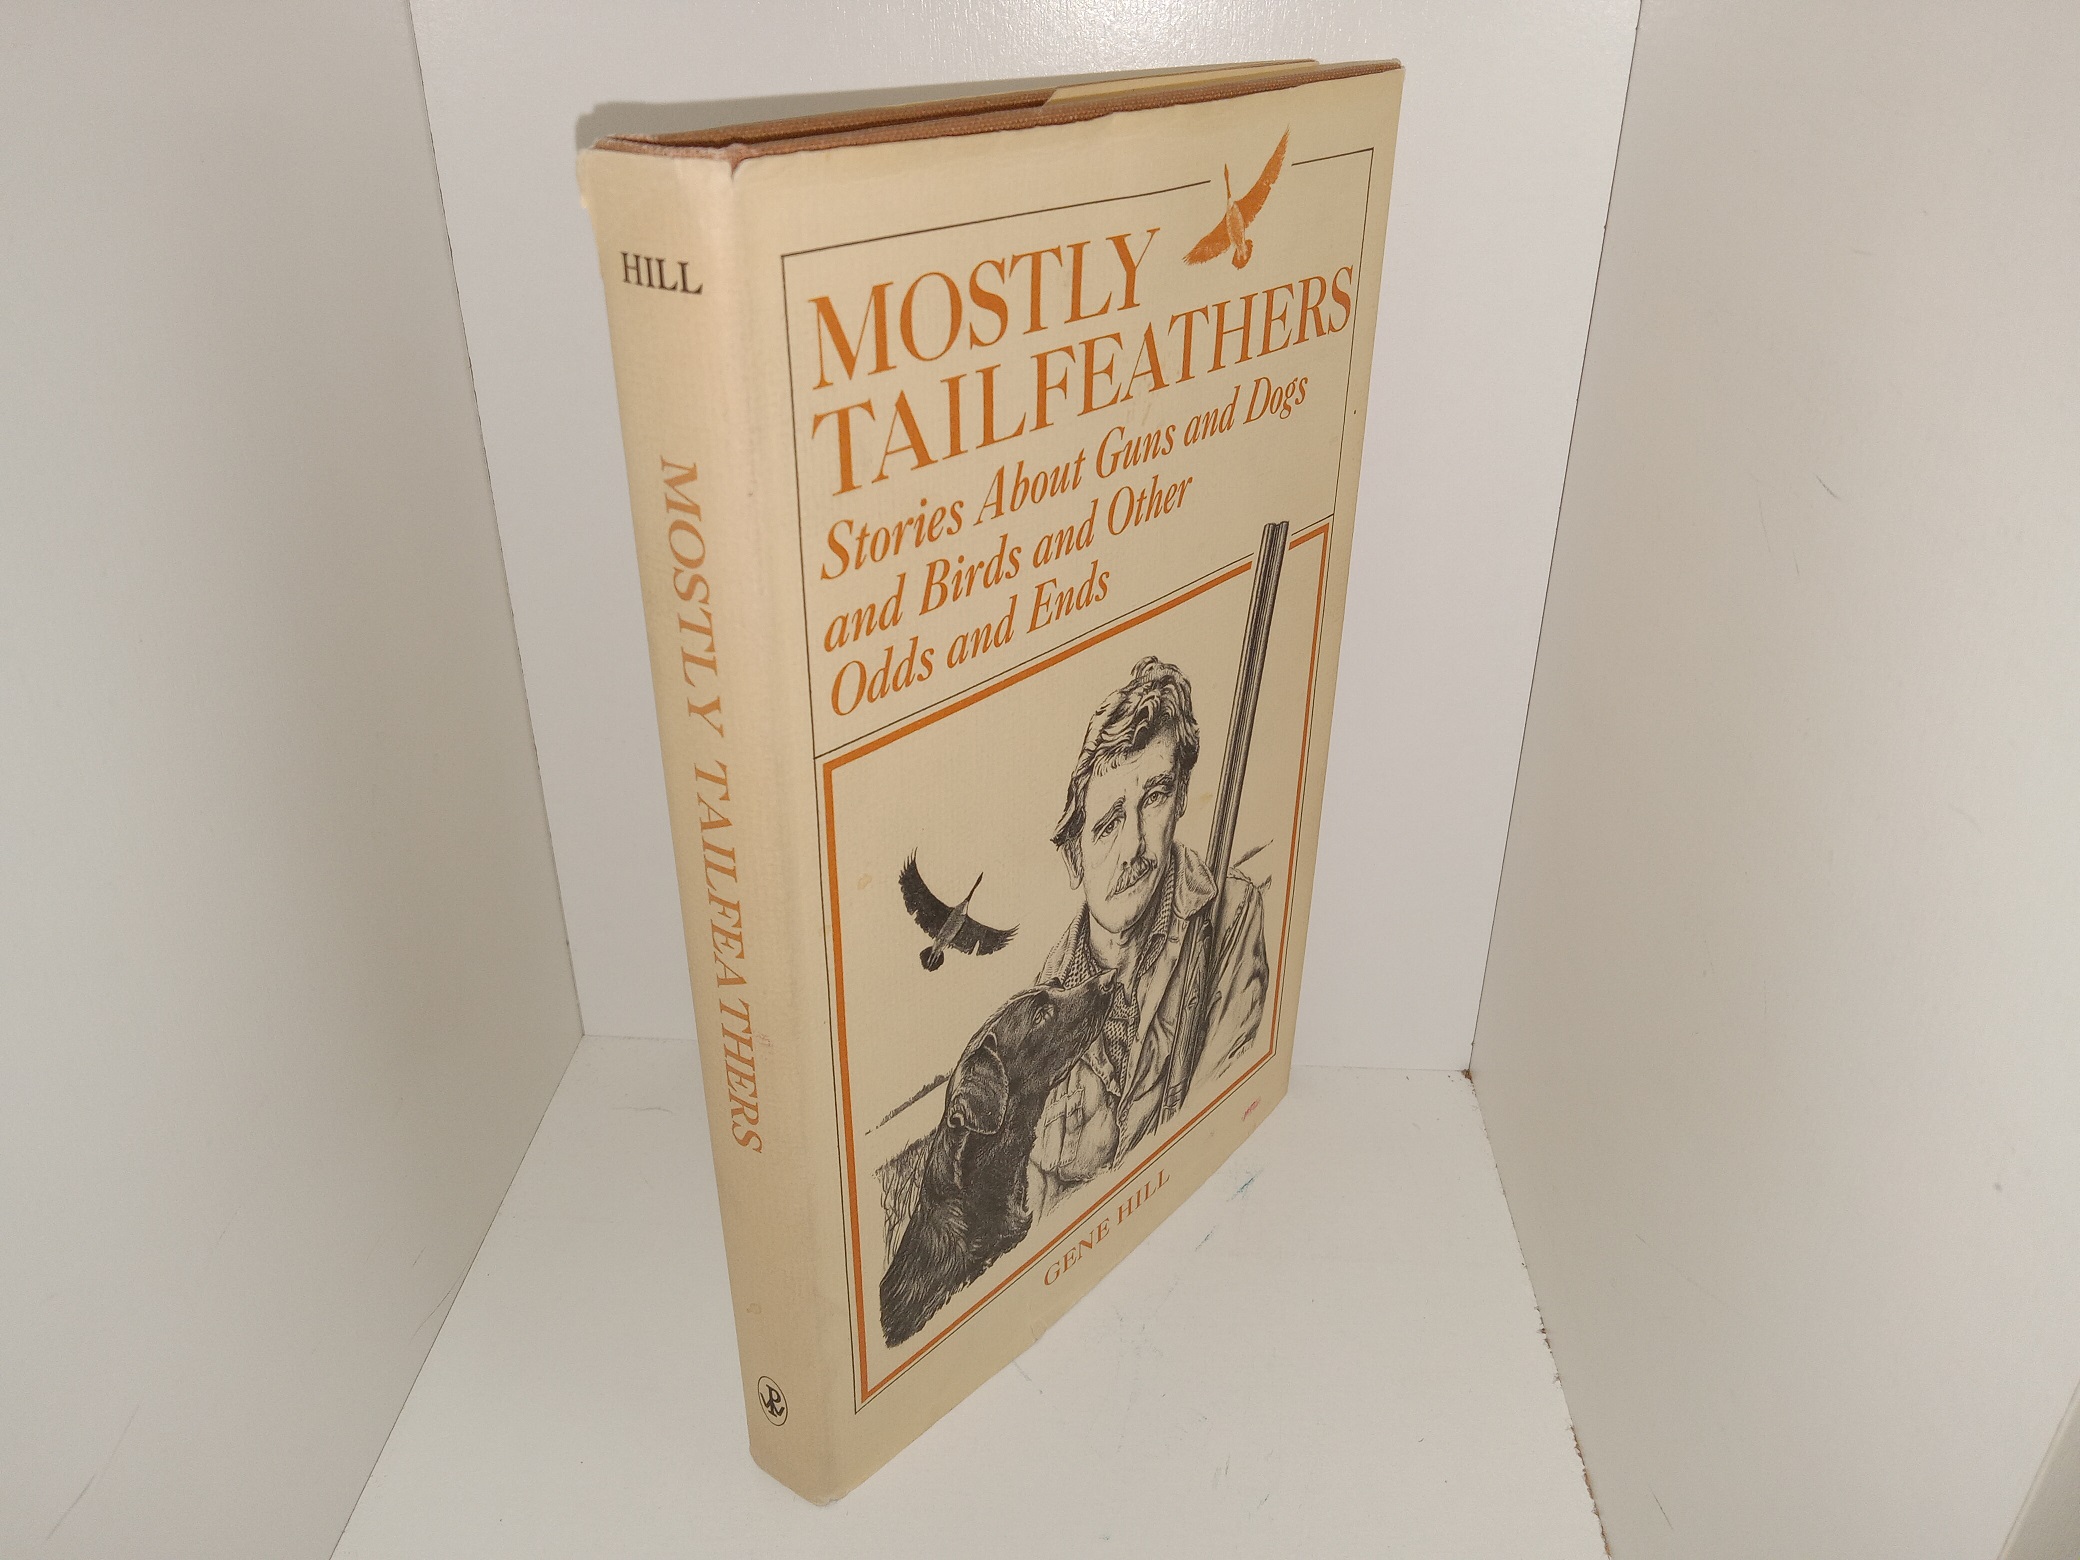 HILL
MOSTLY TAILFEATHERS
MOSTLY
TAILFEATHERS
Stories About Guns and Dogs
and Birds and Other
Odds and Ends
GENE HILL